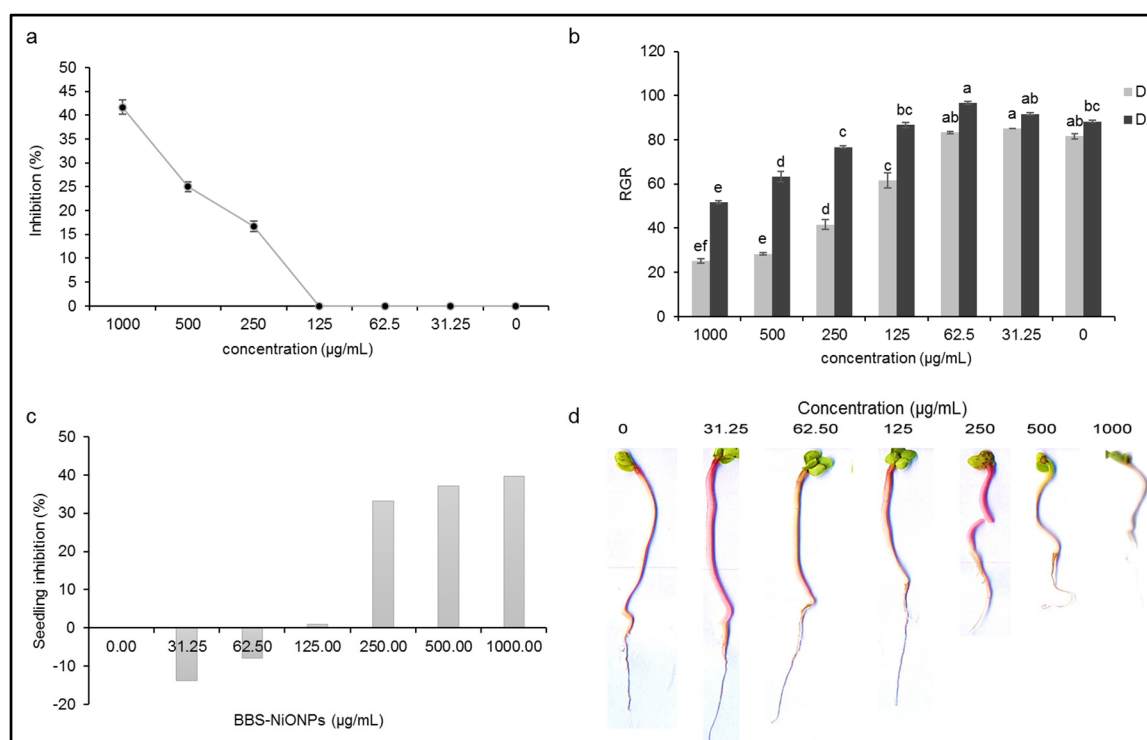 a
50
45
40
35
30
25
20
15
10
5
0
Inhibition (%)
1000 500 250 125 62.5 31.25 0
concentration (µg/mL)
b
120
100
80
60
40
20
0
RGR
ef e e d d c c bc ab a a ab ab bc
D
D
1000 500 250 125 62.5 31.25 0
concentration (µg/mL)
c
50
40
30
20
10
0
-10
-20
Seedling inhibition (%)
0.00 31.25 62.50 125.00 250.00 500.00 1000.00
BBS-NiONPs (µg/mL)
d
Concentration (µg/mL)
0 31.25 62.50 125 250 500 1000